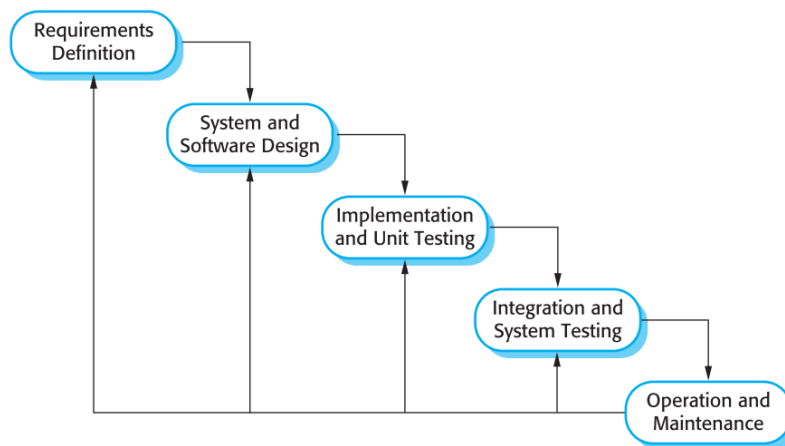 Requirements
Definition
System and
Software Design
Implementation
and Unit Testing
Integration and
System Testing
Operation and
Maintenance